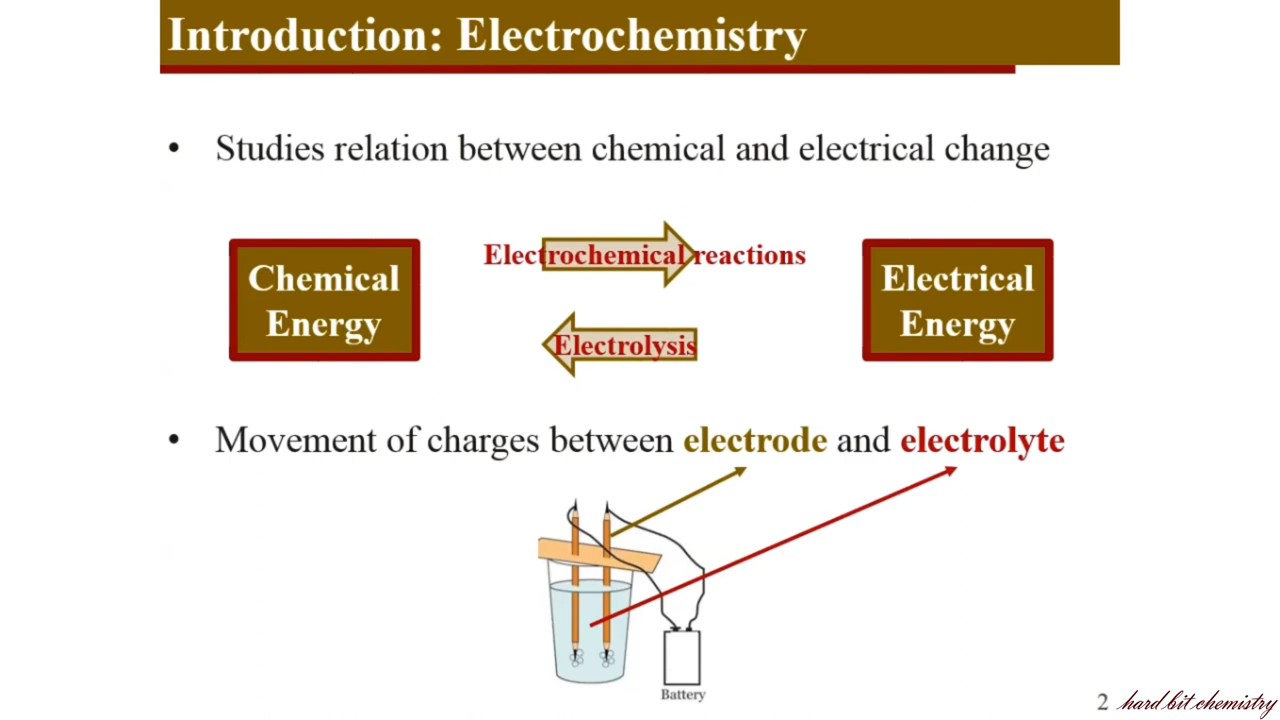 Introduction: Electrochemistry
• Studies relation between chemical and electrical change
Chemical
Energy
Electrochemical reactions
Electrolysis
Electrical
Energy
• Movement of charges between electrode and electrolyte
Battery
2
hard bit chemistry